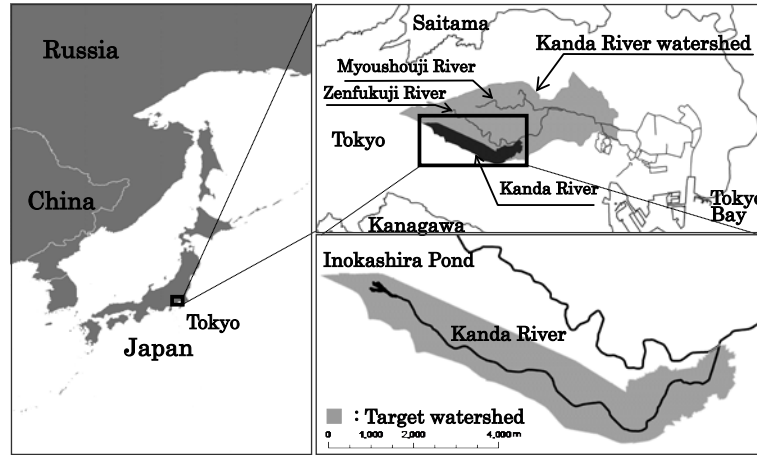 Russia
China
Tokyo
Japan
Saitama
Kanda River watershed
Myoushouji River
Zenfukuji River
Tokyo
Kanda River
Tokyo
Bay
Kanagawa
Inokashira Pond
Kanda River
: Target watershed
0 1,000 2,000 4,000 m